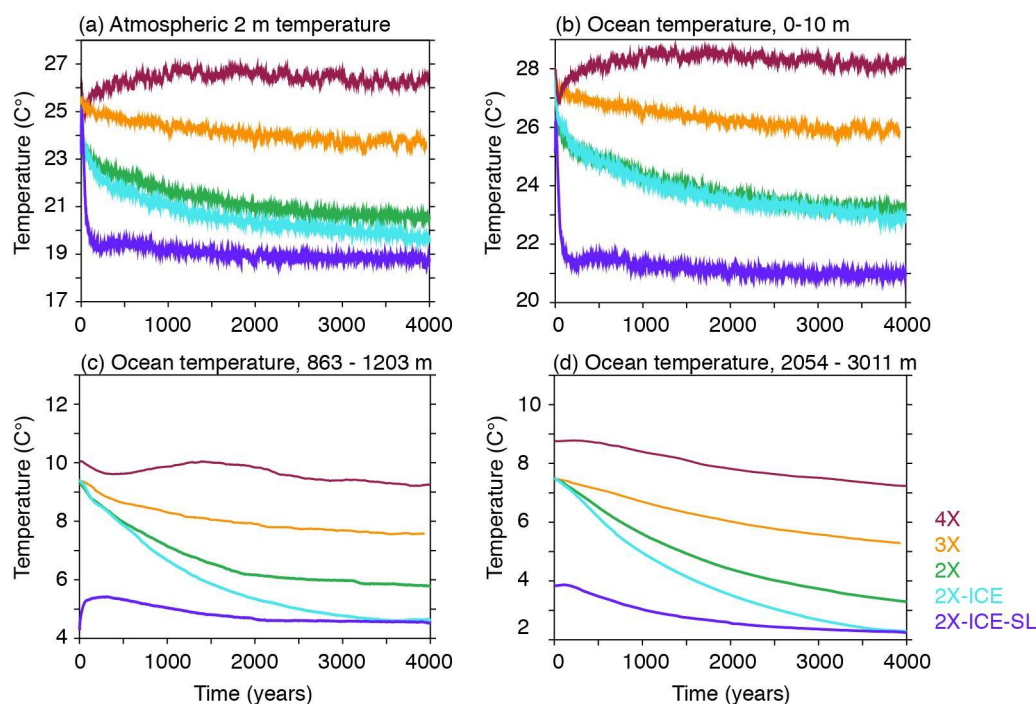 (a) Atmospheric 2 m temperature
27
25
23
21
19
17
Temperature (C°)
0 1000 2000 3000 4000
(b) Ocean temperature, 0-10 m
28
26
24
22
20
Temperature (C°)
0 1000 2000 3000 4000
(c) Ocean temperature, 863 - 1203 m
12
10
8
6
4
Temperature (C°)
0 1000 2000 3000 4000
Time (years)
(d) Ocean temperature, 2054 - 3011 m
10
8
6
4
2
Temperature (C°)
0 1000 2000 3000 4000
Time (years)
4X
3X
2X
2X-ICE
2X-ICE-SL